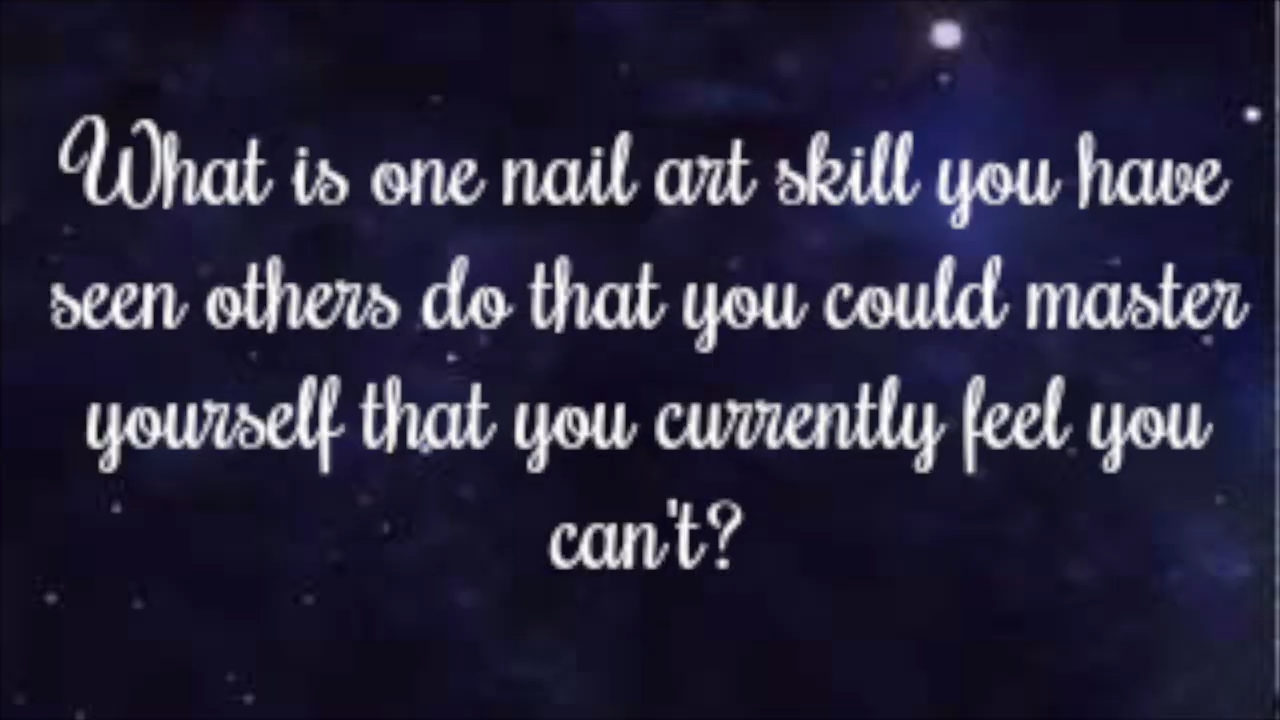 What is one nail art skill you have
seen others do that you could master
yourself that you currently feel you
can't?